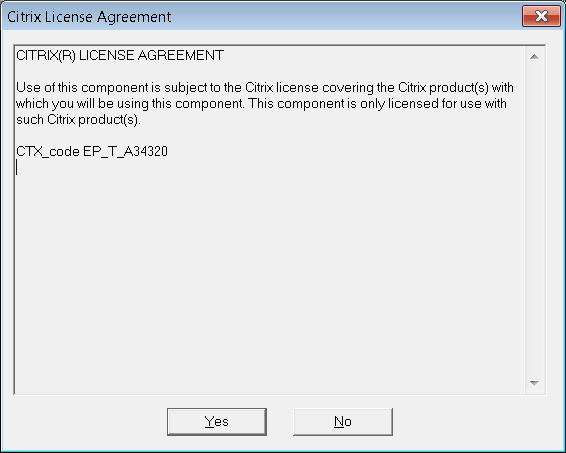 Citrix License Agreement
CITRIX(R) LICENSE AGREEMENT
Use of this component is subject to the Citrix license covering the Citrix product(s) with
which you will be using this component. This component is only licensed for use with
such Citrix product(s).
CTX_code EP_T_A34320
Yes
No